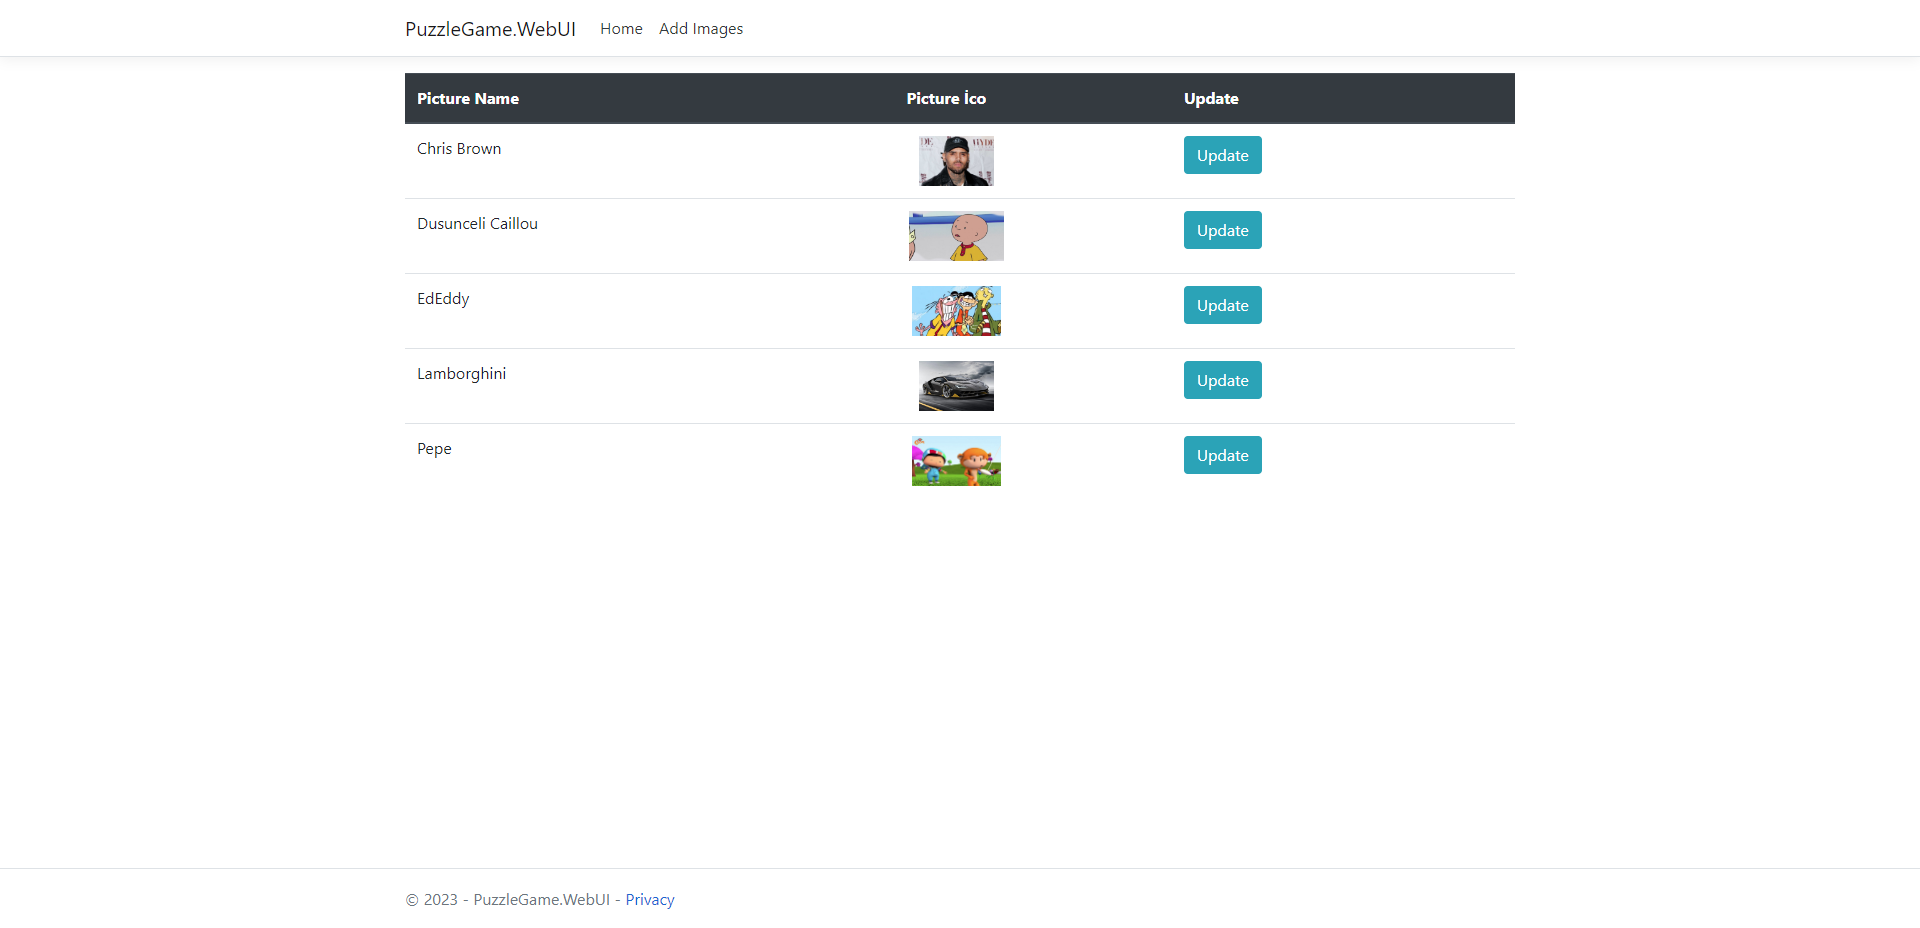 PuzzleGame.WebUI Home Add Images
Picture Name Picture İco Update
Chris Brown Update
Dusunceli Caillou Update
EdEddy Update
Lamborghini Update
Pepe Update
© 2023 - PuzzleGame.WebUI - Privacy